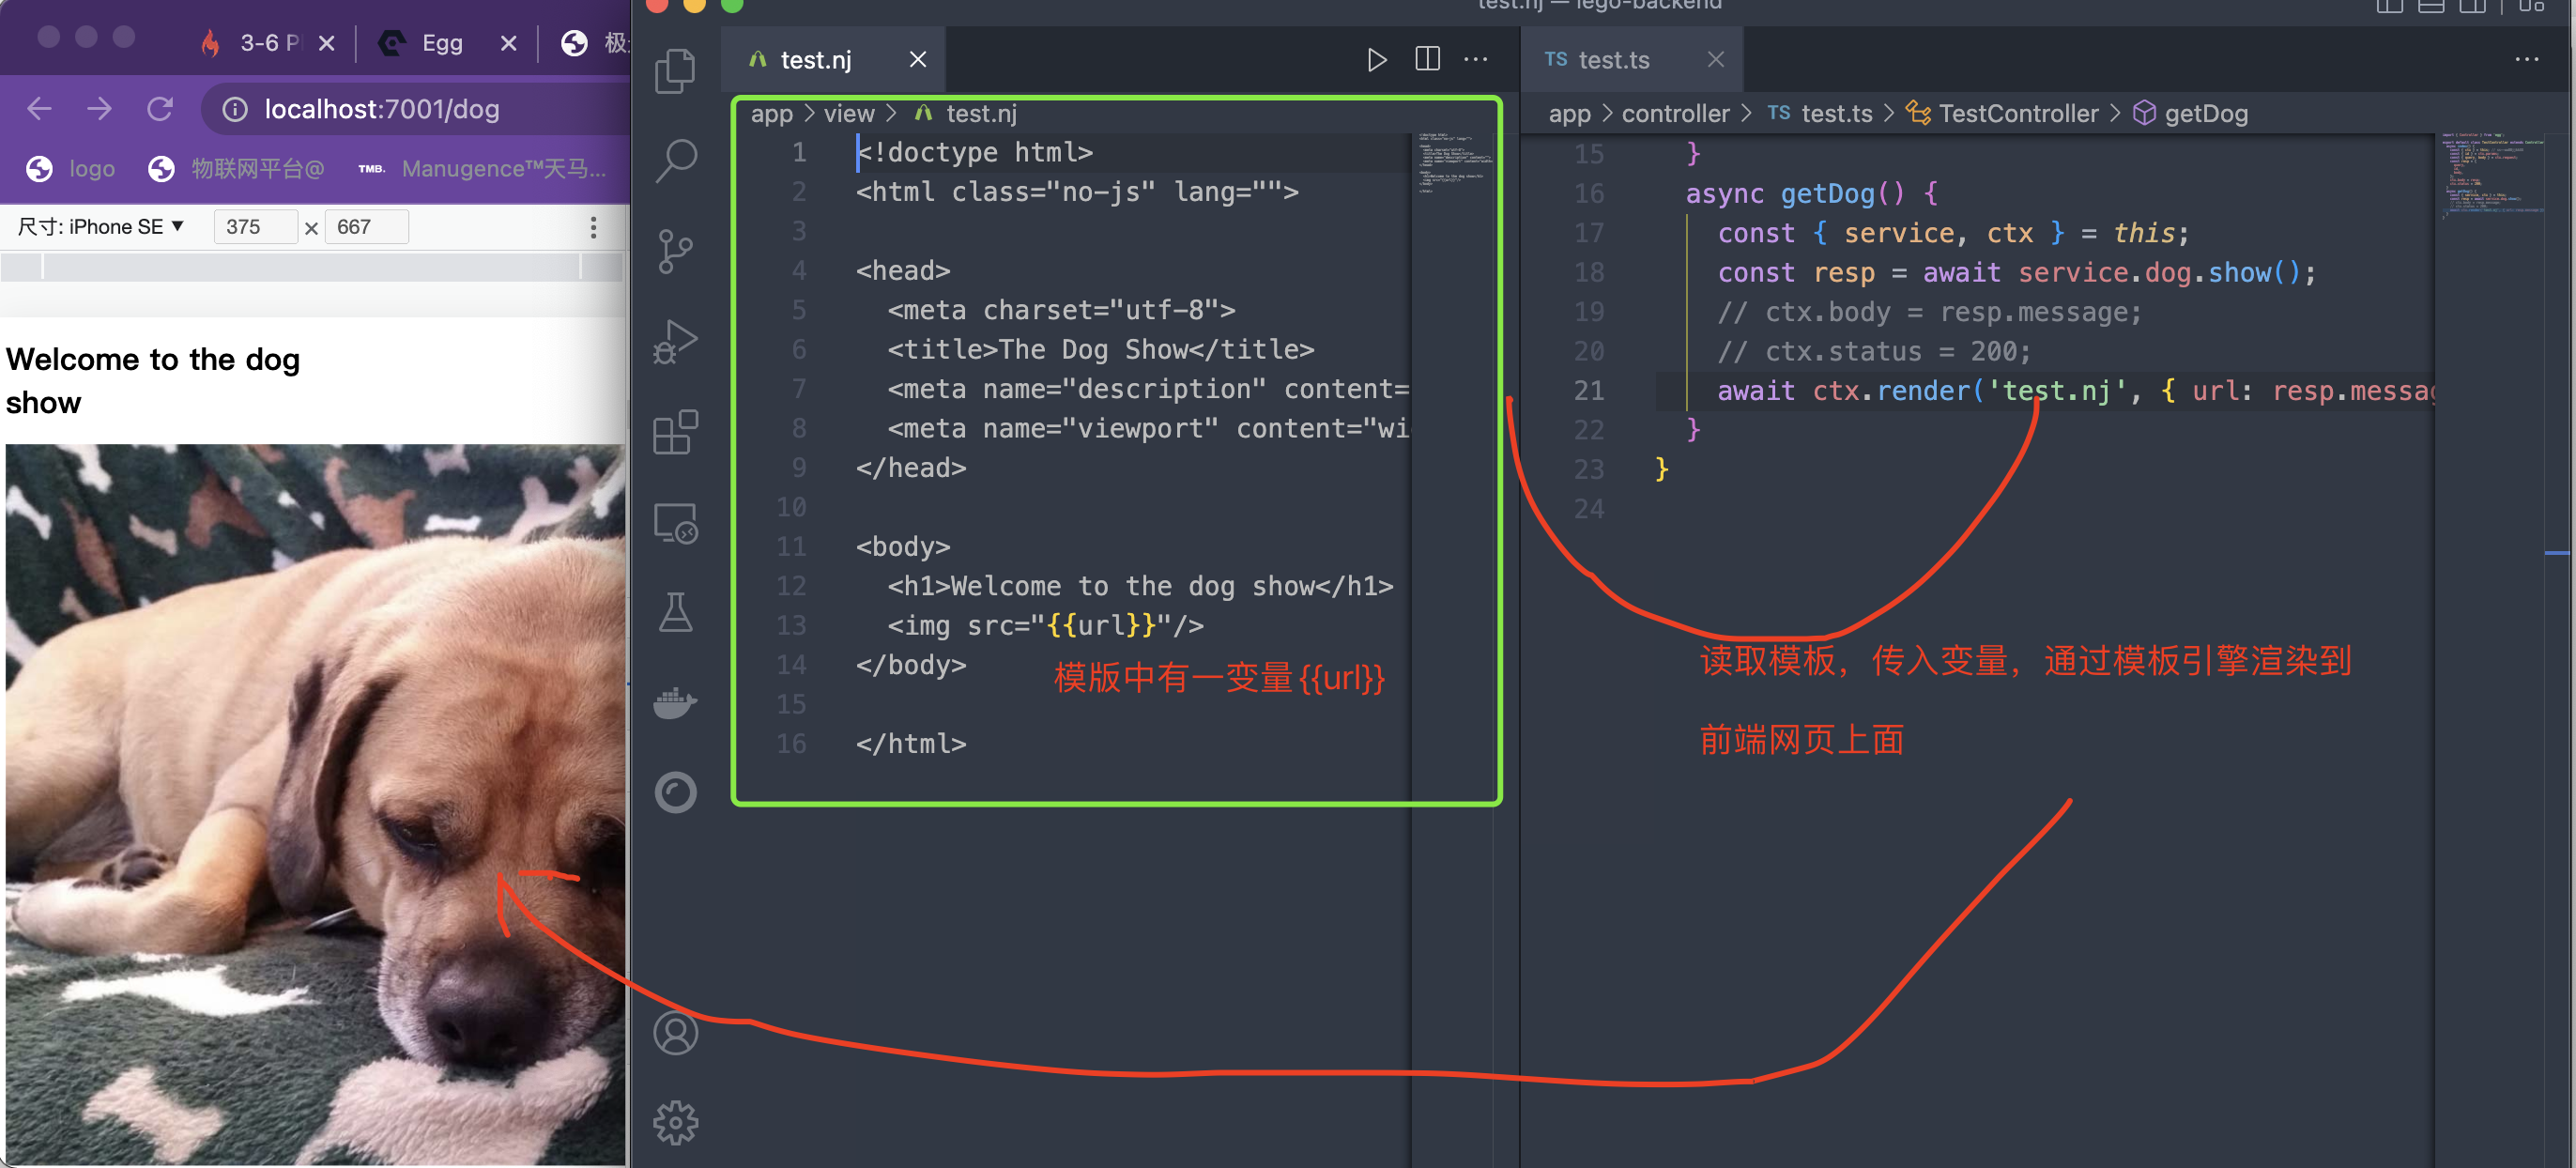 3-6 P
Egg
极
localhost:7001/dog
logo
物联网平台@
TMB.
Manugence™天马...
尺寸: iPhone SE ▼
375 × 667
Welcome to the dog
show
test.nj — lego-backend
test.nj
app > view > test.nj
1 <!doctype html>
2 <html class="no-js" lang="">
3
4 <head>
5 <meta charset="utf-8">
6 <title>The Dog Show</title>
7 <meta name="description" content=
8 <meta name="viewport" content="wi
9 </head>
10
11 <body>
12 <h1>Welcome to the dog show</h1>
13 <img src="{{url}}"/>
14 </body>
模版中有一变量{{url}}
15
16 </html>
TS test.ts
app > controller > TS test.ts > TestController > getDog
15 }
16 async getDog() {
17 const { service, ctx } = this;
18 const resp = await service.dog.show();
19 // ctx.body = resp.message;
20 // ctx.status = 200;
21 await ctx.render('test.nj', { url: resp.messag
22 }
23 }
24
读取模板，传入变量，通过模板引擎渲染到
前端网页上面